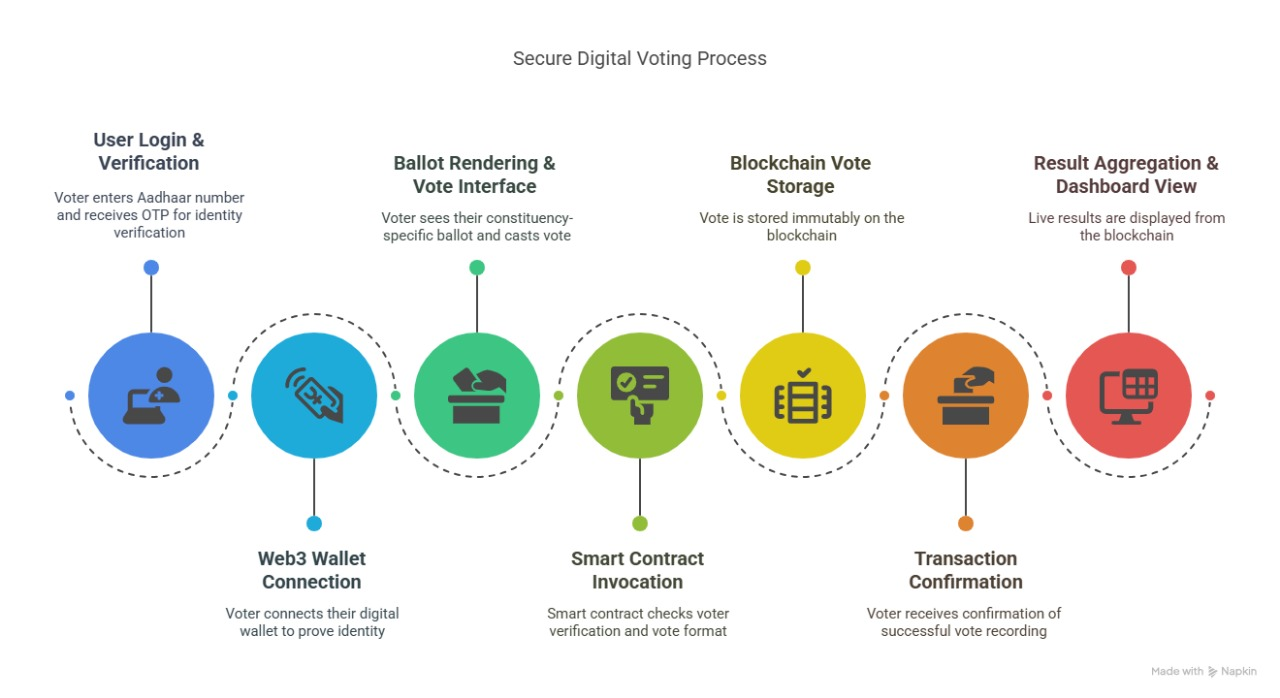 Secure Digital Voting Process
User Login &
Verification
Voter enters Aadhaar number
and receives OTP for identity
verification
Web3 Wallet
Connection
Voter connects their digital
wallet to prove identity
Ballot Rendering &
Vote Interface
Voter sees their constituency-
specific ballot and casts vote
Smart Contract
Invocation
Smart contract checks voter
verification and vote format
Blockchain Vote
Storage
Vote is stored immutably on the
blockchain
Transaction
Confirmation
Voter receives confirmation of
successful vote recording
Result Aggregation &
Dashboard View
Live results are displayed from
the blockchain
Made with Napkin